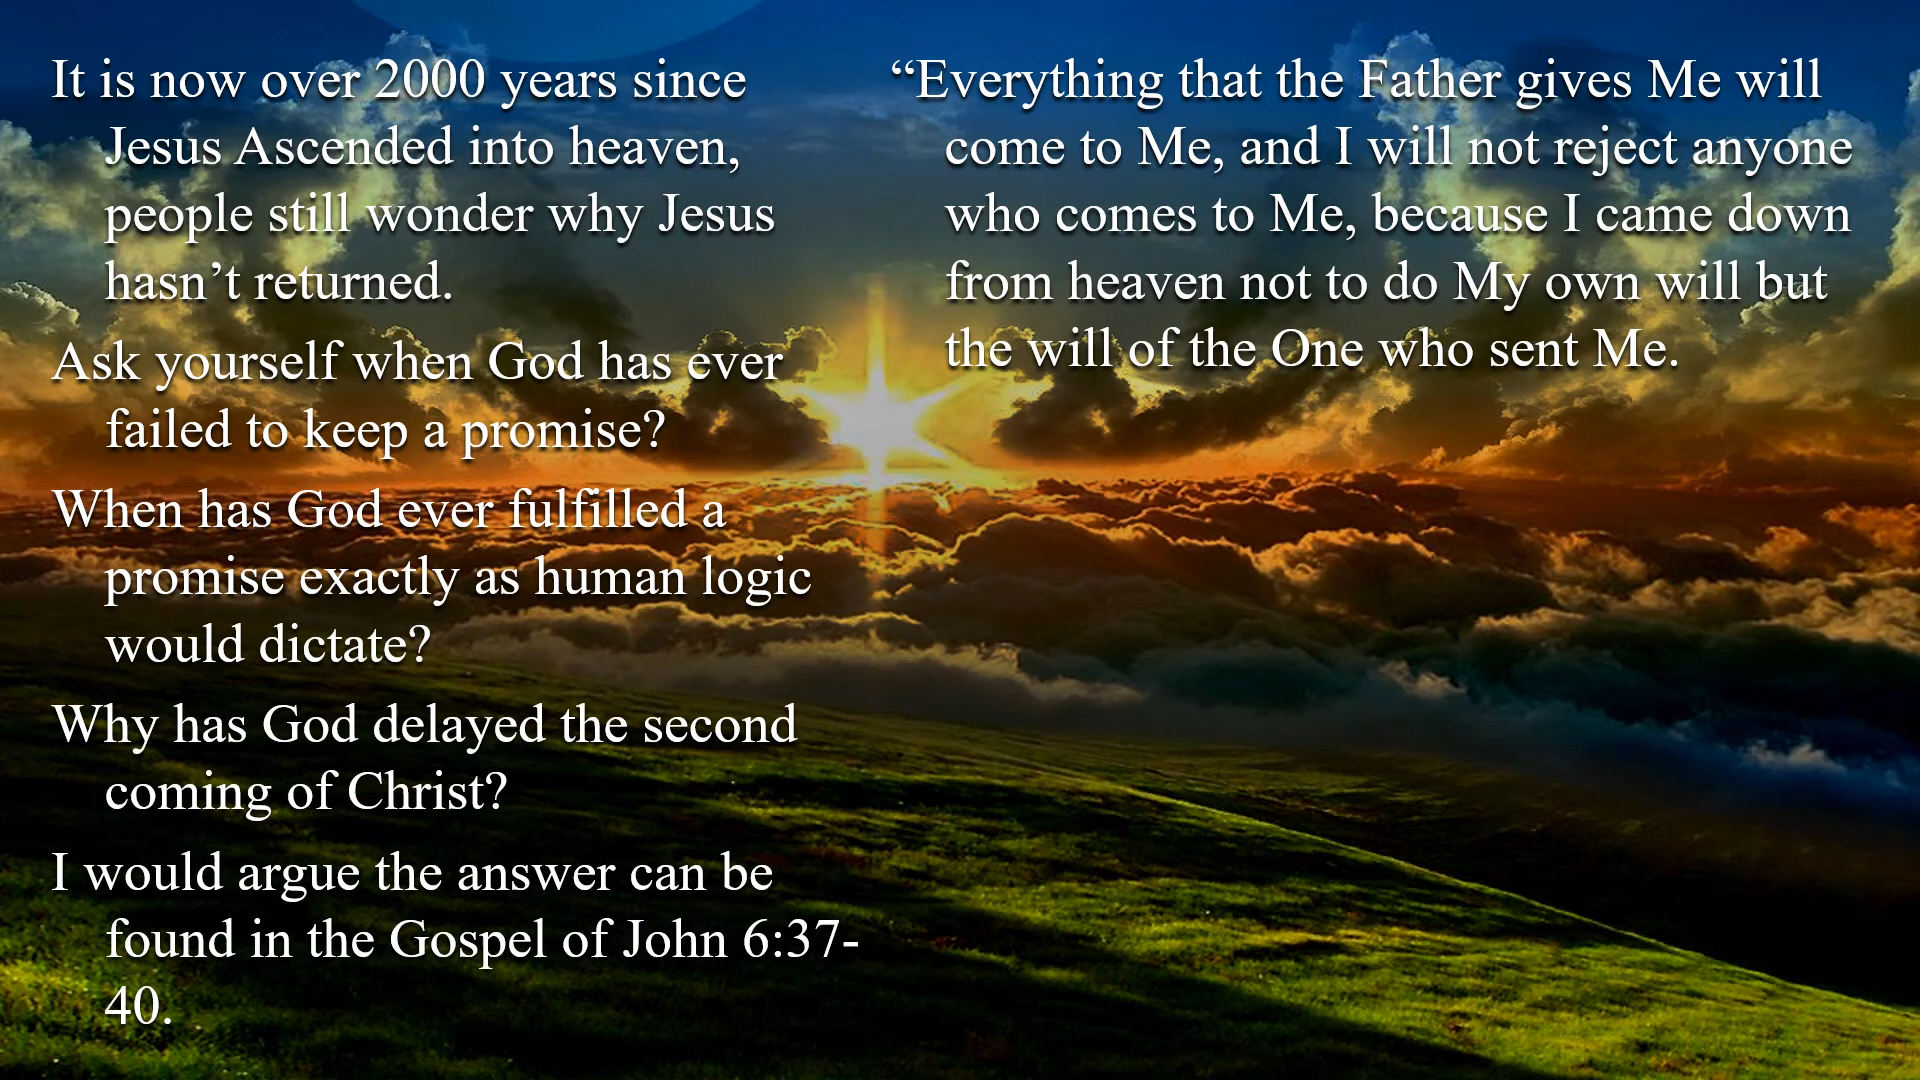 It is now over 2000 years since
Jesus Ascended into heaven,
people still wonder why Jesus
hasn’t returned.
Ask yourself when God has ever
failed to keep a promise?
When has God ever fulfilled a
promise exactly as human logic
would dictate?
Why has God delayed the second
coming of Christ?
I would argue the answer can be
found in the Gospel of John 6:37-
40.
“Everything that the Father gives Me will
come to Me, and I will not reject anyone
who comes to Me, because I came down
from heaven not to do My own will but
the will of the One who sent Me.